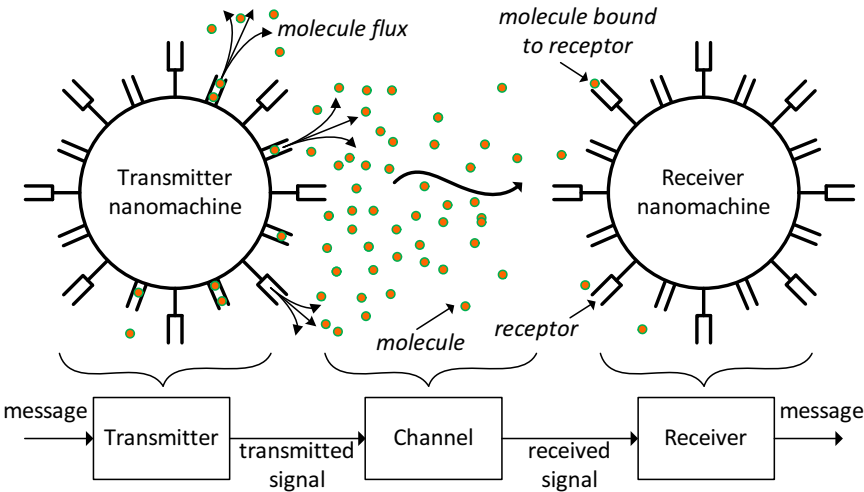 molecule flux
molecule bound
to receptor
Transmitter
nanomachine
Receiver
nanomachine
molecule
receptor
message
Transmitter
transmitted
signal
Channel
received
signal
Receiver
message